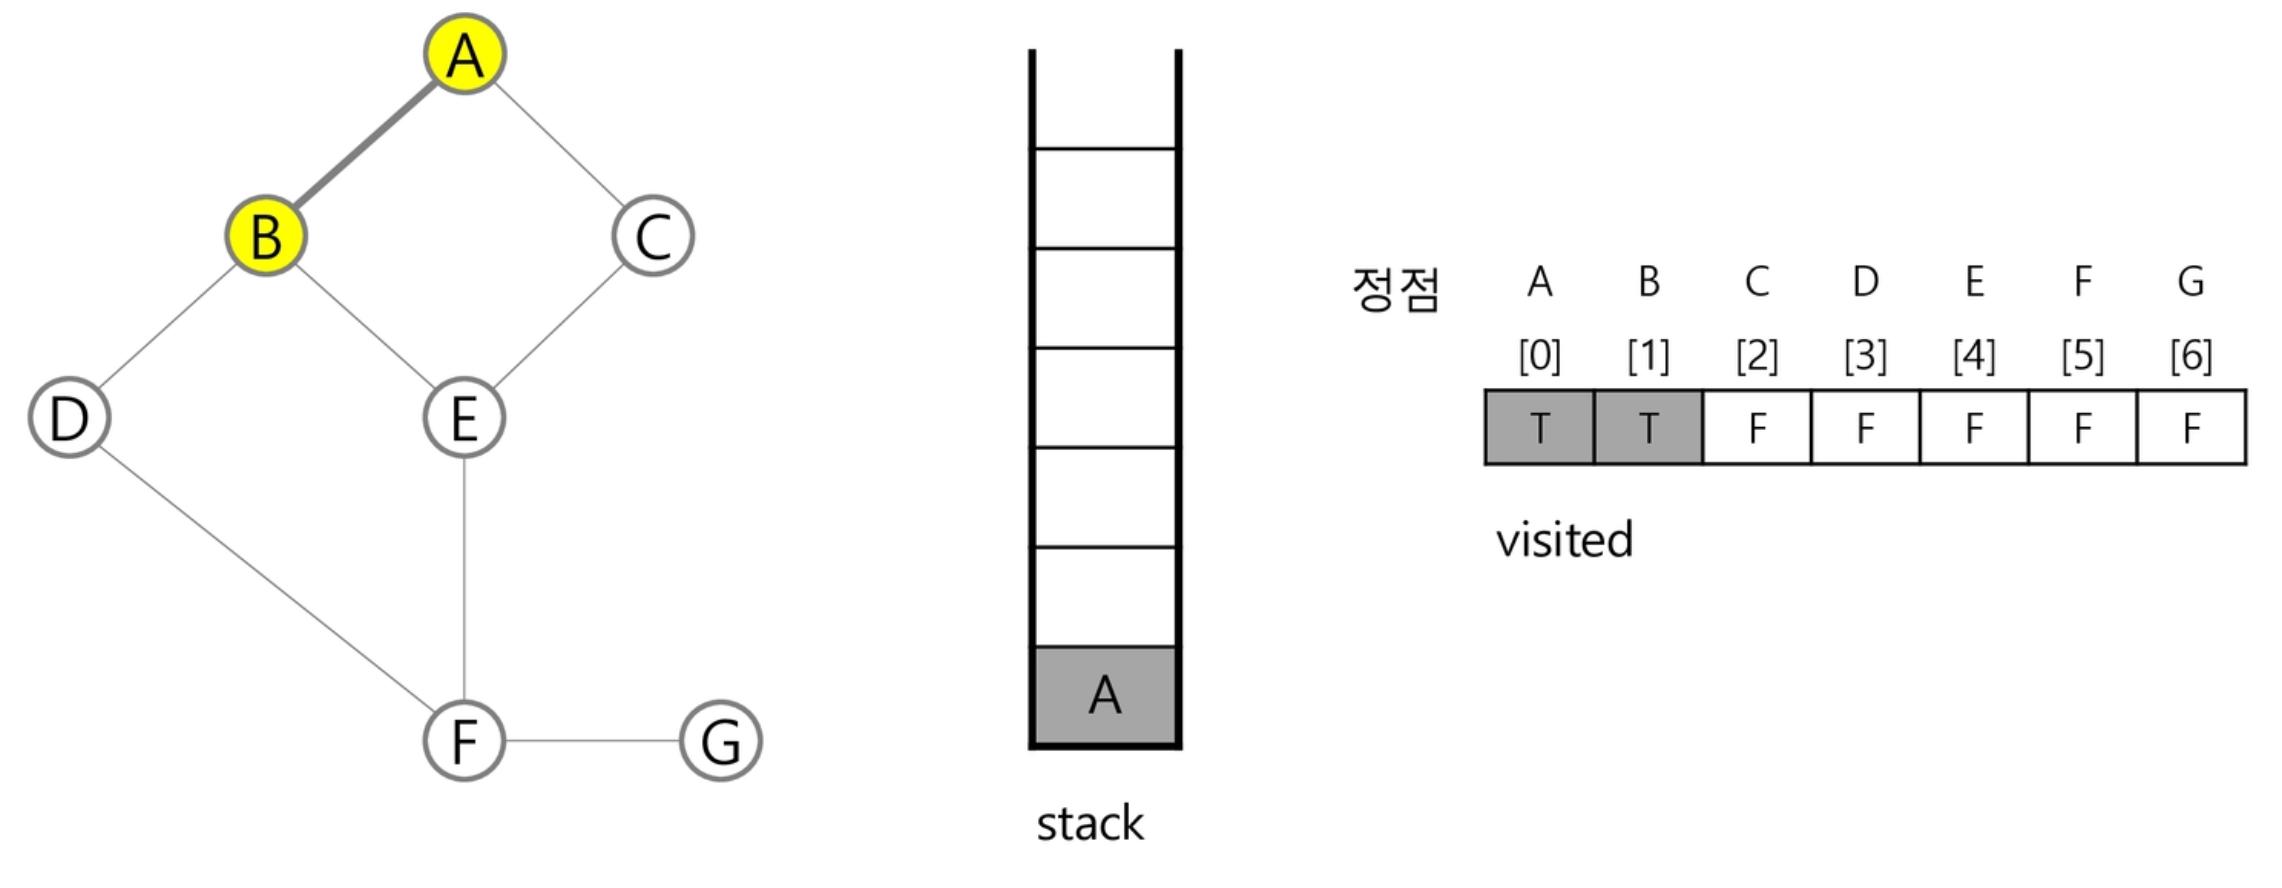 A
B
C
D
E
F
G
A
stack
정점 A B C D E F G
[0] [1] [2] [3] [4] [5] [6]
T T F F F F F
visited